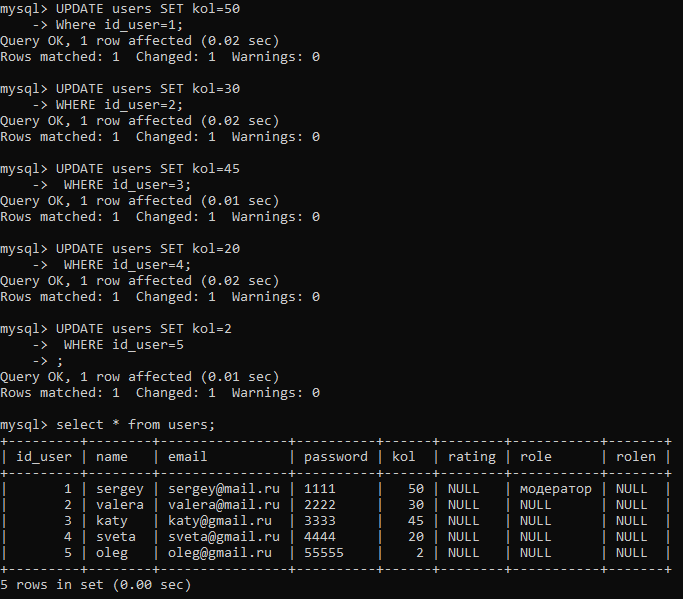 mysql> UPDATE users SET kol=50
    -> Where id_user=1;
Query OK, 1 row affected (0.02 sec)
Rows matched: 1  Changed: 1  Warnings: 0

mysql> UPDATE users SET kol=30
    -> WHERE id_user=2;
Query OK, 1 row affected (0.02 sec)
Rows matched: 1  Changed: 1  Warnings: 0

mysql> UPDATE users SET kol=45
    ->  WHERE id_user=3;
Query OK, 1 row affected (0.01 sec)
Rows matched: 1  Changed: 1  Warnings: 0

mysql> UPDATE users SET kol=20
    ->  WHERE id_user=4;
Query OK, 1 row affected (0.02 sec)
Rows matched: 1  Changed: 1  Warnings: 0

mysql> UPDATE users SET kol=2
    ->  WHERE id_user=5
    -> ;
Query OK, 1 row affected (0.01 sec)
Rows matched: 1  Changed: 1  Warnings: 0

mysql> select * from users;
+---------+--------+----------------+----------+------+--------+-----------+-------+
| id_user | name   | email          | password | kol  | rating | role      | rolen |
+---------+--------+----------------+----------+------+--------+-----------+-------+
|       1 | sergey | sergey@mail.ru | 1111     |   50 | NULL   | модератор | NULL  |
|       2 | valera | valera@mail.ru | 2222     |   30 | NULL   | NULL      | NULL  |
|       3 | katy   | katy@gmail.ru  | 3333     |   45 | NULL   | NULL      | NULL  |
|       4 | sveta  | sveta@gmail.ru | 4444     |   20 | NULL   | NULL      | NULL  |
|       5 | oleg   | oleg@gmail.ru  | 55555    |    2 | NULL   | NULL      | NULL  |
+---------+--------+----------------+----------+------+--------+-----------+-------+
5 rows in set (0.00 sec)